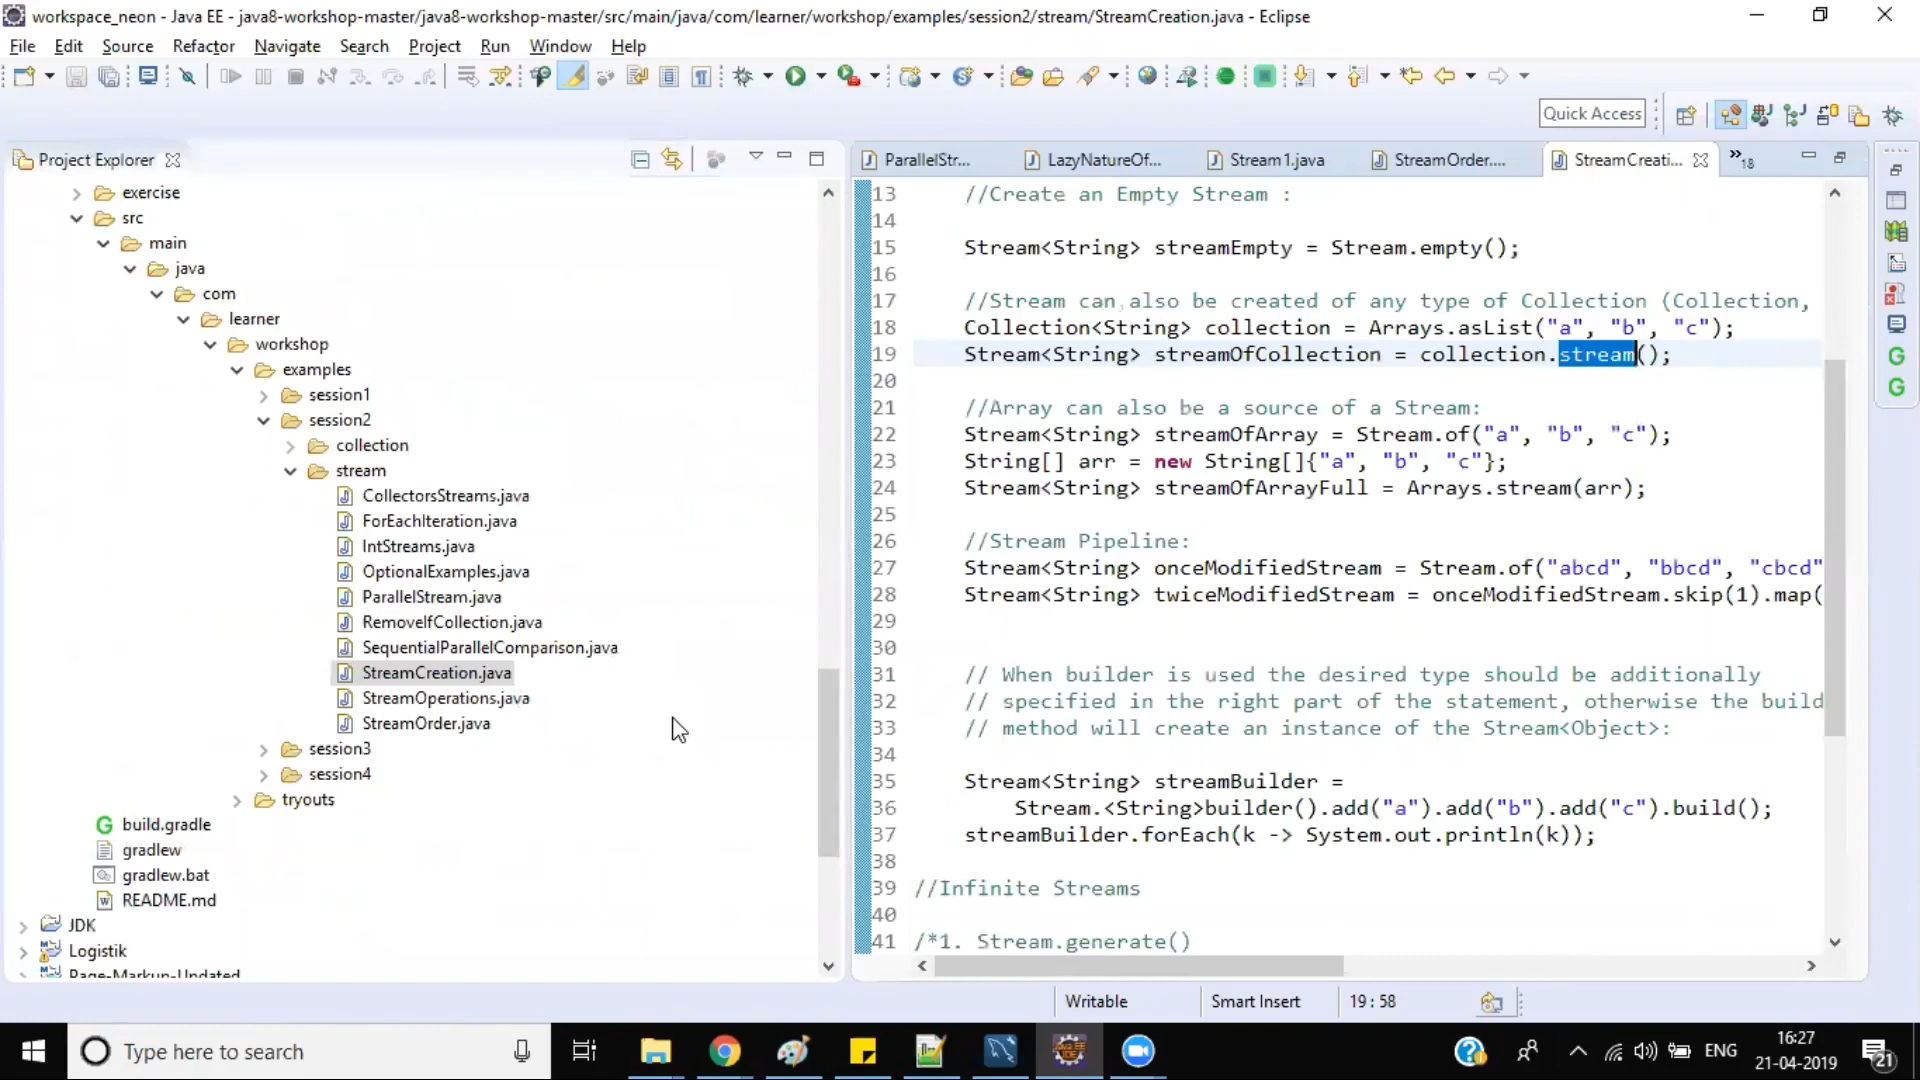 workspace_neon - Java EE - java8-workshop-master/java8-workshop-master/src/main/java/com/learner/workshop/examples/session2/stream/StreamCreation.java - Eclipse
File Edit Source Refactor Navigate Search Project Run Window Help
Quick Access
Project Explorer
ParallelStr... LazyNatureOf... Stream1.java StreamOrder.... StreamCreati... »18
exercise
src
main
java
com
learner
workshop
examples
session1
session2
collection
stream
CollectorsStreams.java
ForEachIteration.java
IntStreams.java
OptionalExamples.java
ParallelStream.java
RemoveIfCollection.java
SequentialParallelComparison.java
StreamCreation.java
StreamOperations.java
StreamOrder.java
session3
session4
tryouts
build.gradle
gradlew
gradlew.bat
README.md
JDK
Logistik
Page-Markup-Updated
13 //Create an Empty Stream :
14
15 Stream<String> streamEmpty = Stream.empty();
16
17 //Stream can also be created of any type of Collection (Collection,
18 Collection<String> collection = Arrays.asList("a", "b", "c");
19 Stream<String> streamOfCollection = collection.stream();
20
21 //Array can also be a source of a Stream:
22 Stream<String> streamOfArray = Stream.of("a", "b", "c");
23 String[] arr = new String[]{"a", "b", "c"};
24 Stream<String> streamOfArrayFull = Arrays.stream(arr);
25
26 //Stream Pipeline:
27 Stream<String> onceModifiedStream = Stream.of("abcd", "bbcd", "cbcd"
28 Stream<String> twiceModifiedStream = onceModifiedStream.skip(1).map(
29
30
31 // When builder is used the desired type should be additionally
32 // specified in the right part of the statement, otherwise the build
33 // method will create an instance of the Stream<Object>:
34
35 Stream<String> streamBuilder =
36 Stream.<String>builder().add("a").add("b").add("c").build();
37 streamBuilder.forEach(k -> System.out.println(k));
38
39 //Infinite Streams
40
41 /*1. Stream.generate()
Writable Smart Insert 19 : 58
Type here to search
ENG
16:27
21-04-2019
21